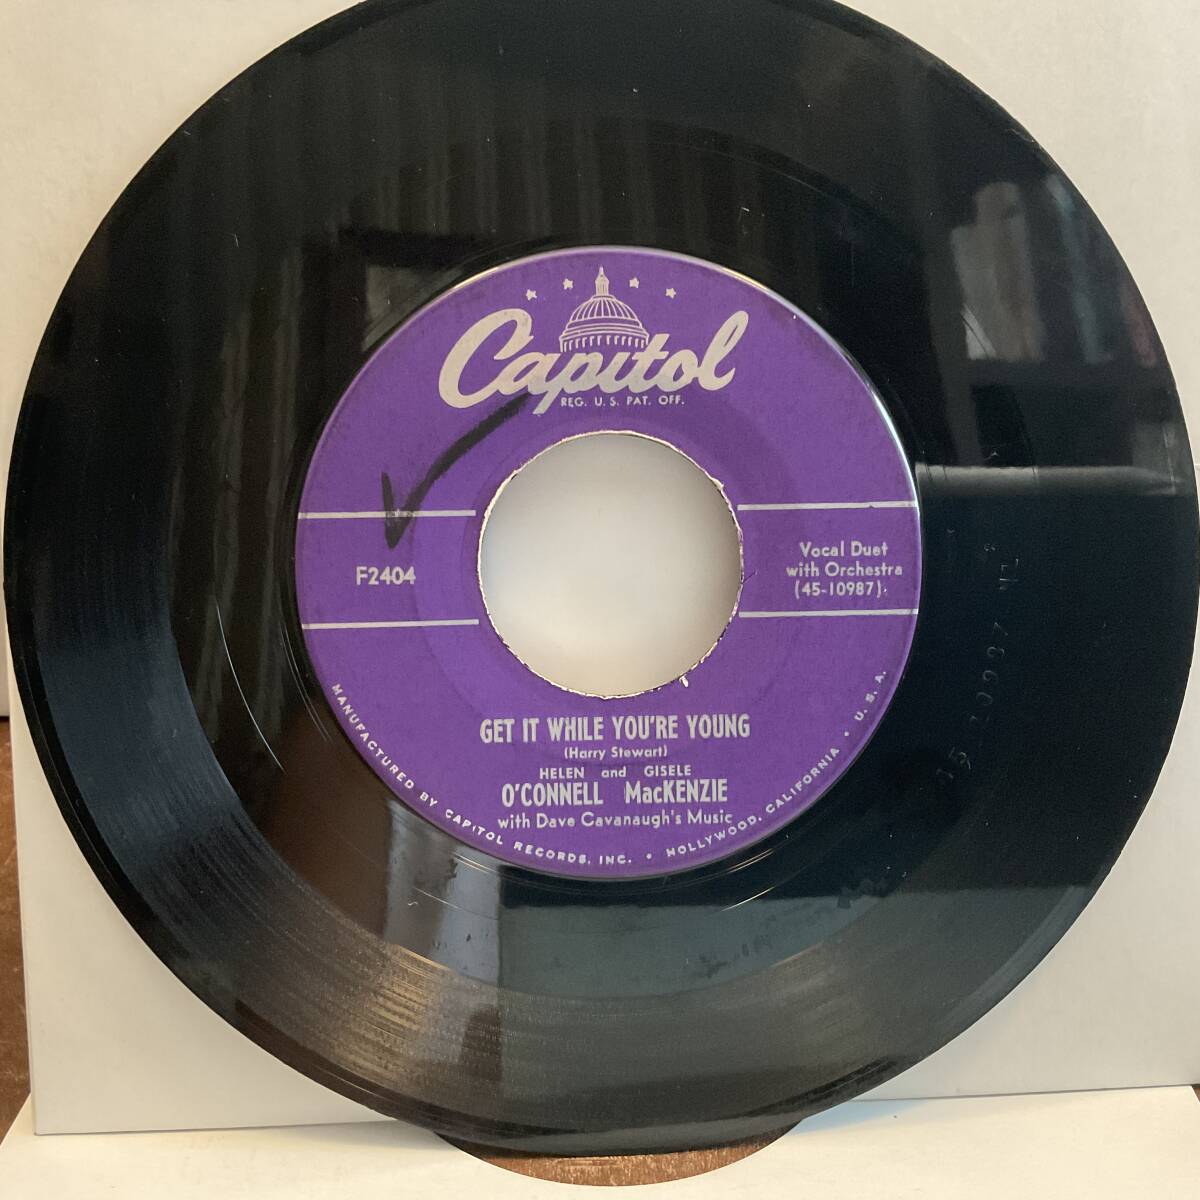 Capitol
REG. U.S. PAT. OFF.
F2404
Vocal Duet
with Orchestra
(45-10987)
GET IT WHILE YOU'RE YOUNG
(Harry Stewart)
HELEN and GISELE
O'CONNELL MacKENZIE
with Dave Cavanaugh's Music
MANUFACTURED BY CAPITOL RECORDS, INC. • HOLLYWOOD, CALIFORNIA • U.S.A.